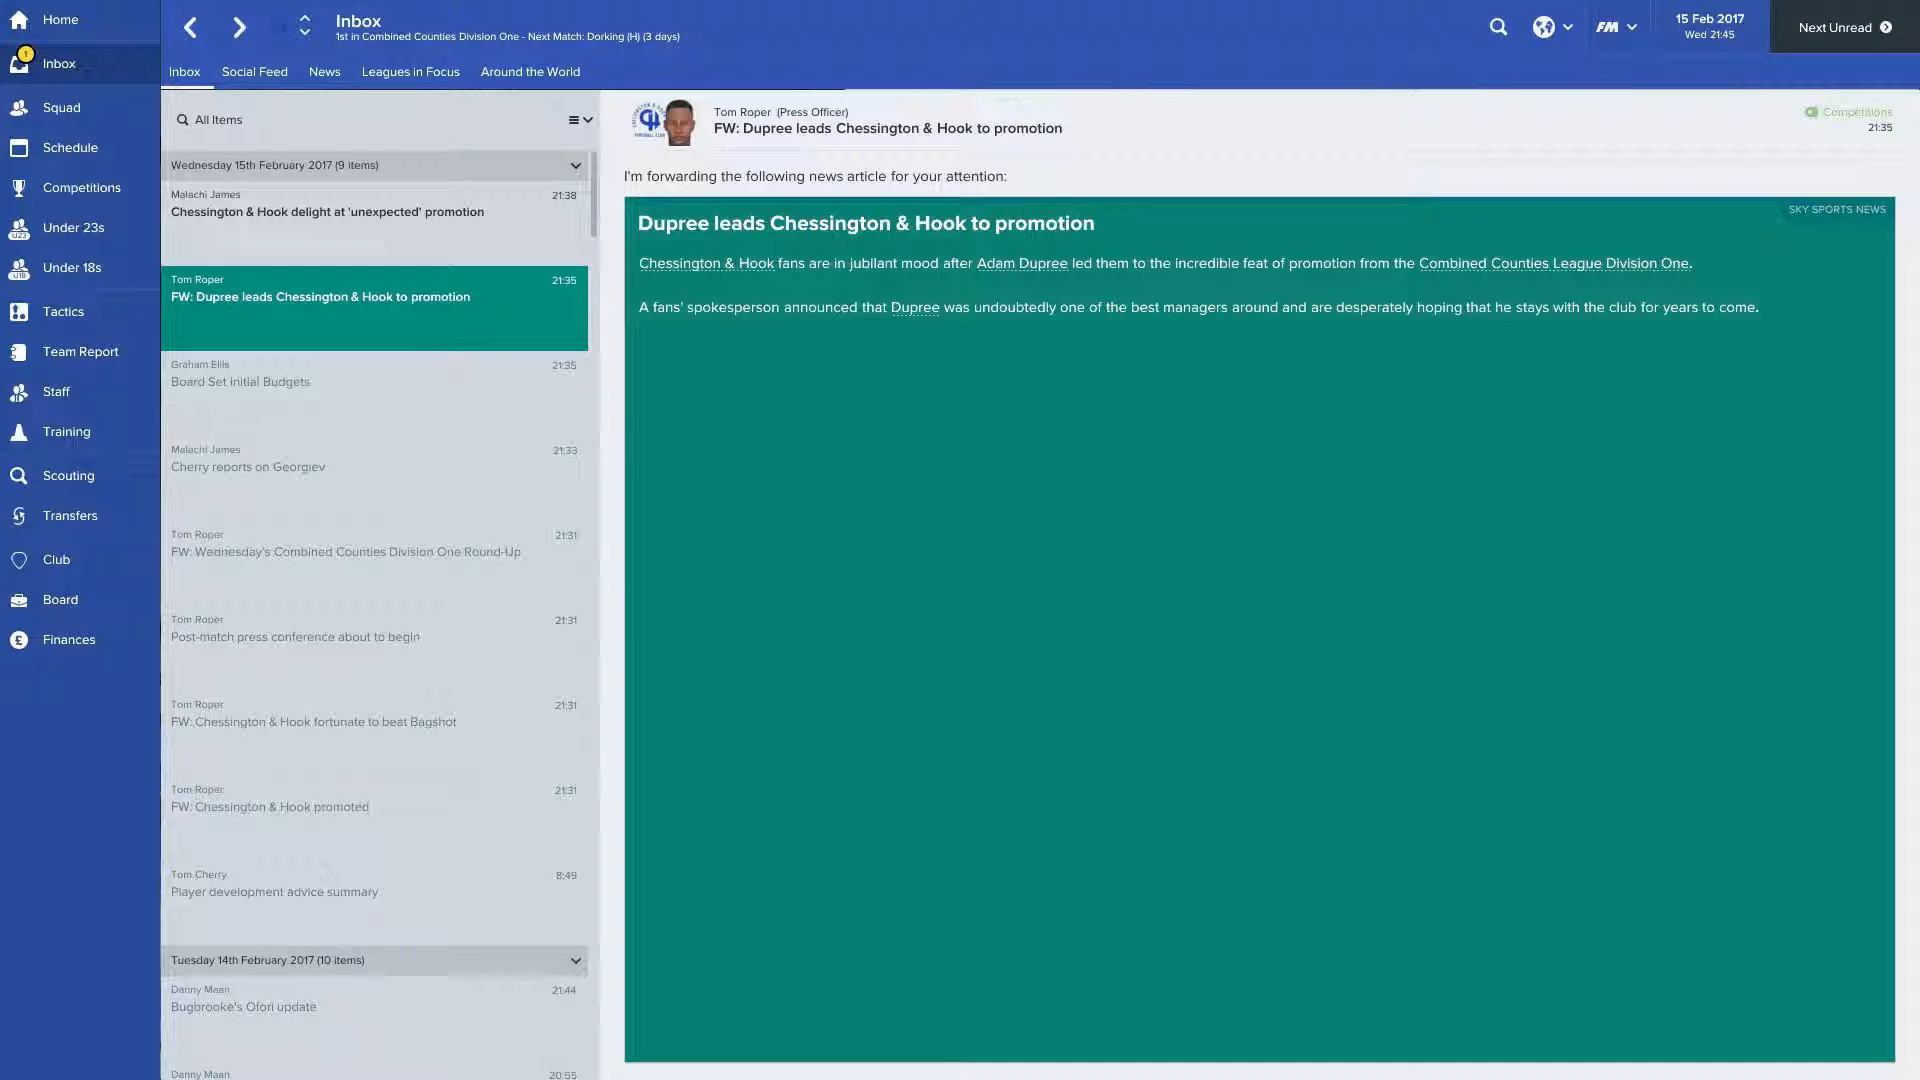 Home
1
Inbox
Squad
Schedule
Competitions
U23
Under 23s
U18
Under 18s
Tactics
Team Report
Staff
Training
Scouting
Transfers
Club
Board
£
Finances
Inbox
1st in Combined Counties Division One - Next Match: Dorking (H) (3 days)
FM
15 Feb 2017
Wed 21:45
Next Unread
Inbox
Social Feed
News
Leagues in Focus
Around the World
All Items
Wednesday 15th February 2017 (9 items)
Malachi James 21:38
Chessington & Hook delight at 'unexpected' promotion
Tom Roper 21:35
FW: Dupree leads Chessington & Hook to promotion
Graham Ellis 21:35
Board Set Initial Budgets
Malachi James 21:33
Cherry reports on Georgiev
Tom Roper 21:31
FW: Wednesday's Combined Counties Division One Round-Up
Tom Roper 21:31
Post-match press conference about to begin
Tom Roper 21:31
FW: Chessington & Hook fortunate to beat Bagshot
Tom Roper 21:31
FW: Chessington & Hook promoted
Tom Cherry 8:49
Player development advice summary
Tuesday 14th February 2017 (10 items)
Danny Maan 21:44
Bugbrooke's Ofori update
Danny Maan 20:55
Tom Roper (Press Officer)
FW: Dupree leads Chessington & Hook to promotion
Competitions
21:35
I'm forwarding the following news article for your attention:
SKY SPORTS NEWS
Dupree leads Chessington & Hook to promotion
Chessington & Hook fans are in jubilant mood after Adam Dupree led them to the incredible feat of promotion from the Combined Counties League Division One.
A fans' spokesperson announced that Dupree was undoubtedly one of the best managers around and are desperately hoping that he stays with the club for years to come.